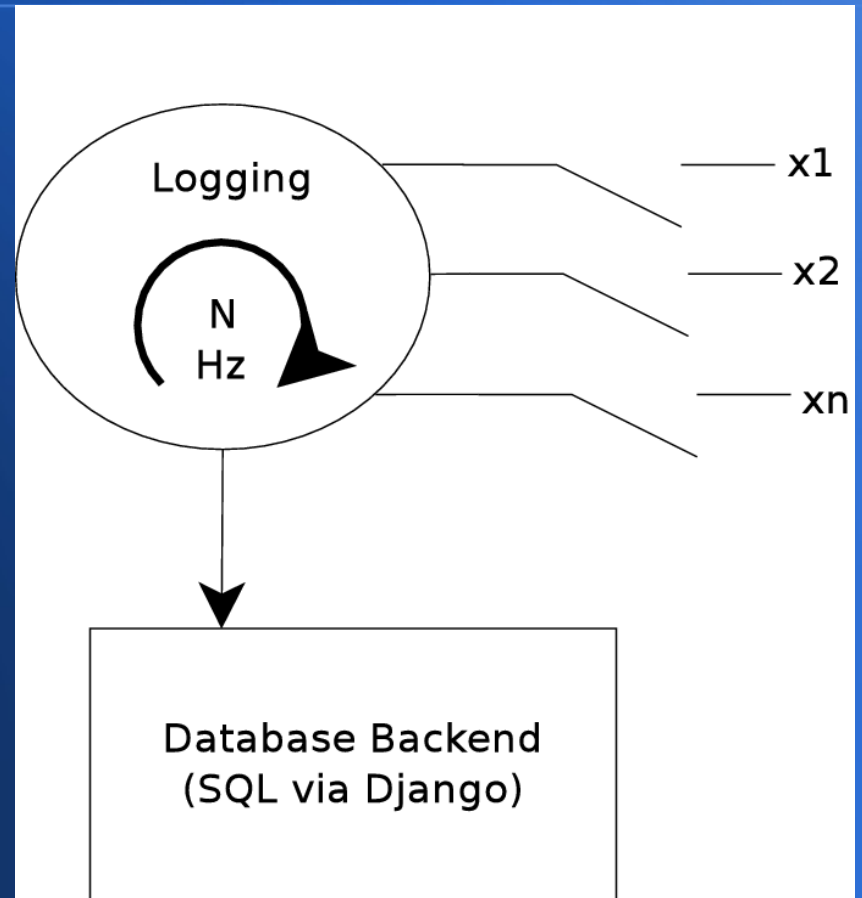 Logging
N
Hz
x1
x2
xn
Database Backend
(SQL via Django)